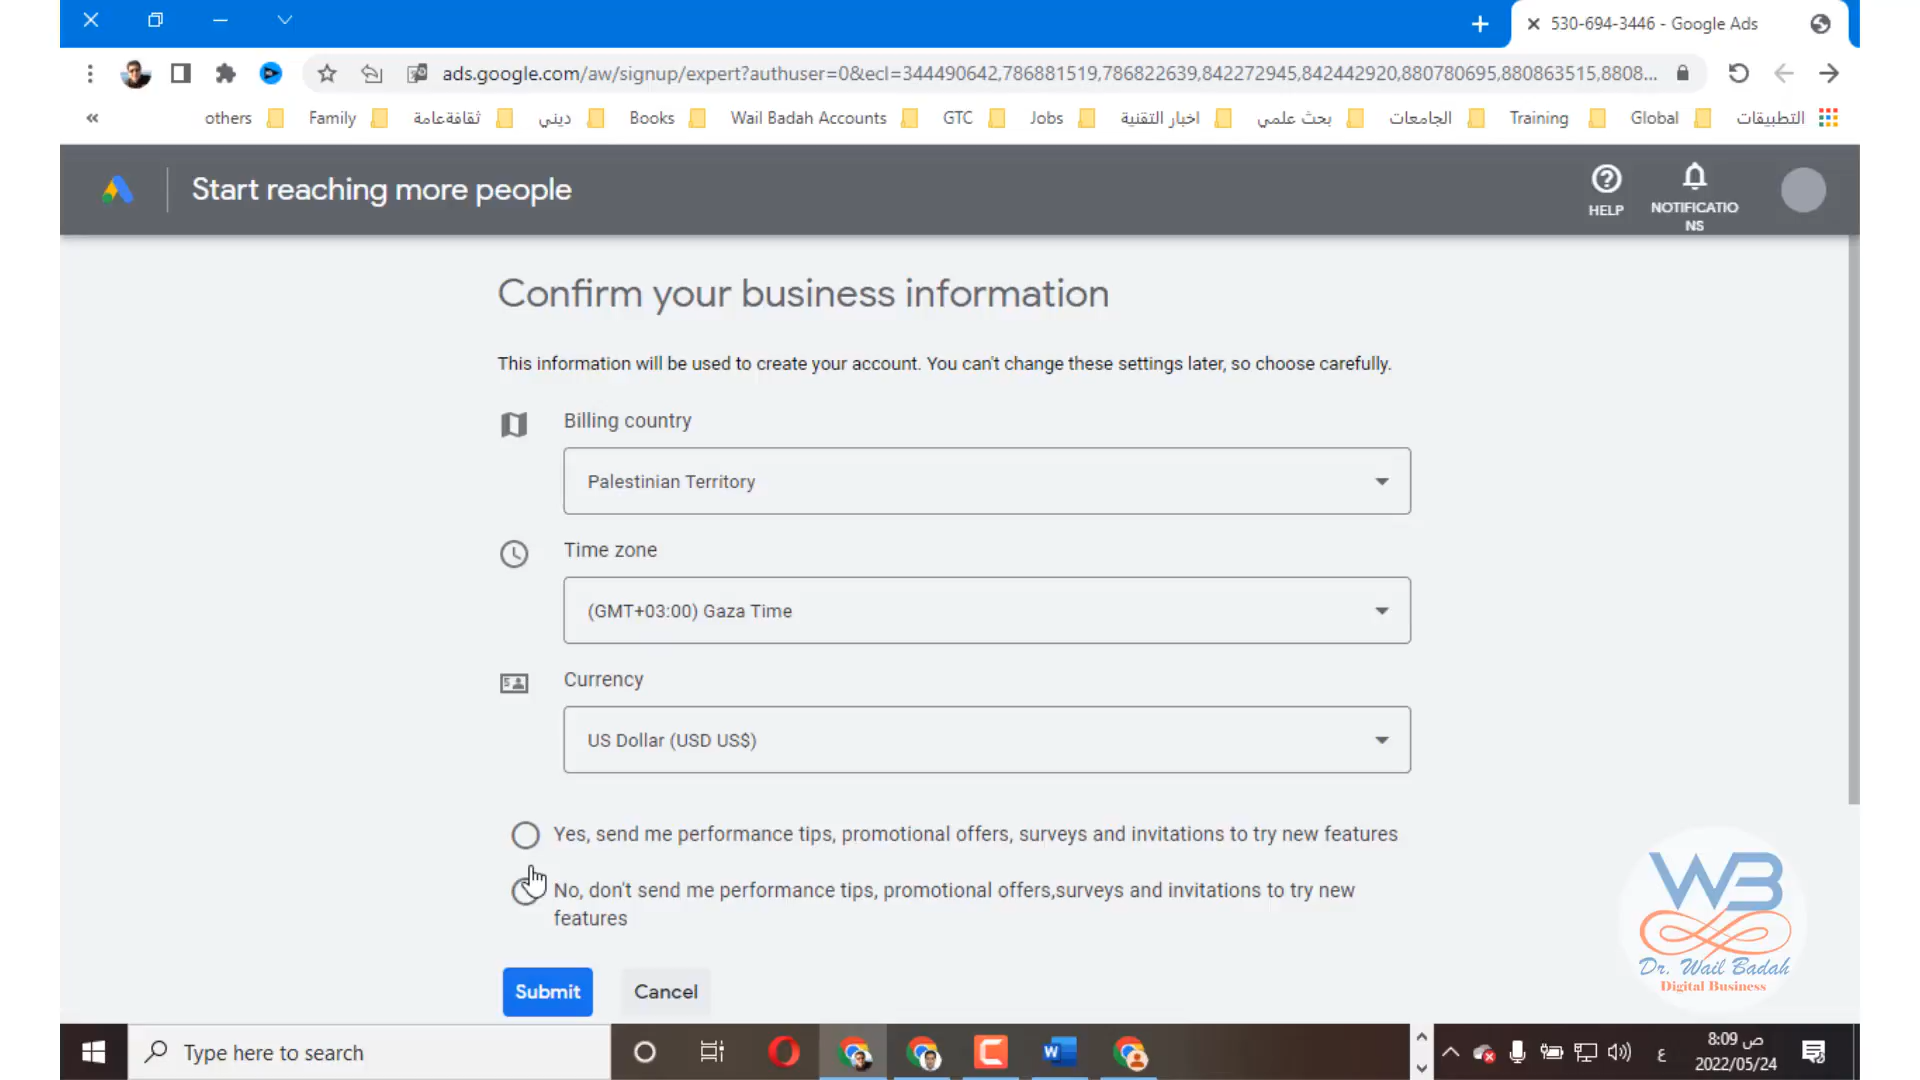 530-694-3446 - Google Ads
ads.google.com/aw/signup/expert?authuser=0&ecl=344490642,786881519,786822639,842272945,842442920,880780695,880863515,8808...
others Family ثقافةعامة ديني Books Wail Badah Accounts GTC Jobs اخبار التقنية بحث علمي الجامعات Training Global التطبيقات
Start reaching more people
HELP
NOTIFICATIO
NS
Confirm your business information
This information will be used to create your account. You can't change these settings later, so choose carefully.
Billing country
Palestinian Territory
Time zone
(GMT+03:00) Gaza Time
Currency
US Dollar (USD US$)
Yes, send me performance tips, promotional offers, surveys and invitations to try new features
No, don't send me performance tips, promotional offers,surveys and invitations to try new
features
Submit Cancel
WB
Dr. Wail Badah
Digital Business
Type here to search
ع
8:09 ص
2022/05/24